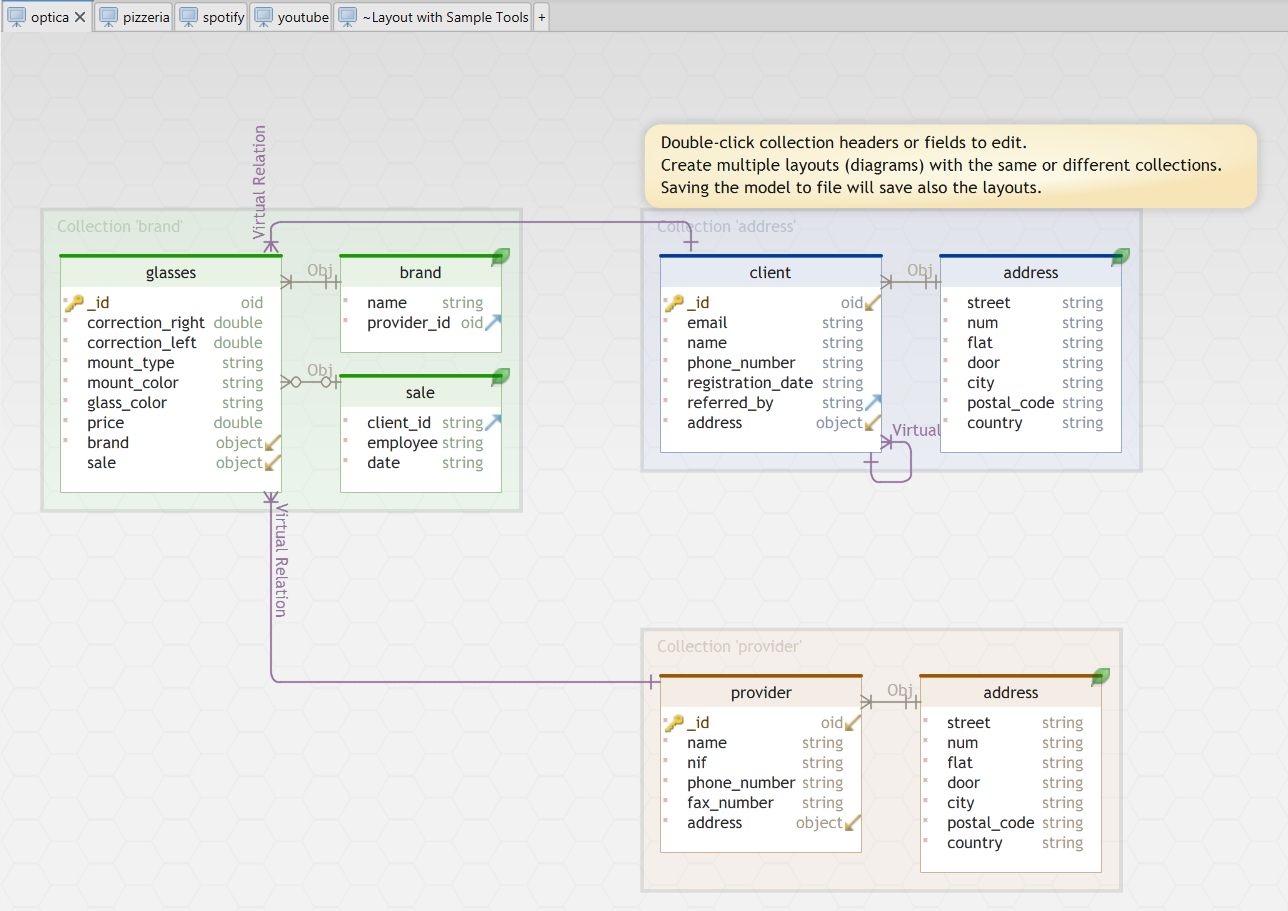 optica
pizzeria
spotify
youtube
~Layout with Sample Tools
+
Double-click collection headers or fields to edit.
Create multiple layouts (diagrams) with the same or different collections.
Saving the model to file will save also the layouts.
Virtual Relation
Collection 'brand'
glasses
_id oid
correction_right double
correction_left double
mount_type string
mount_color string
glass_color string
price double
brand object
sale object
Obj
brand
name string
provider_id oid
Obj
sale
client_id string
employee string
date string
Collection 'address'
client
_id oid
email string
name string
phone_number string
registration_date string
referred_by string
address object
Obj
address
street string
num string
flat string
door string
city string
postal_code string
country string
Virtual
Virtual Relation
Collection 'provider'
provider
_id oid
name string
nif string
phone_number string
fax_number string
address object
Obj
address
street string
num string
flat string
door string
city string
postal_code string
country string